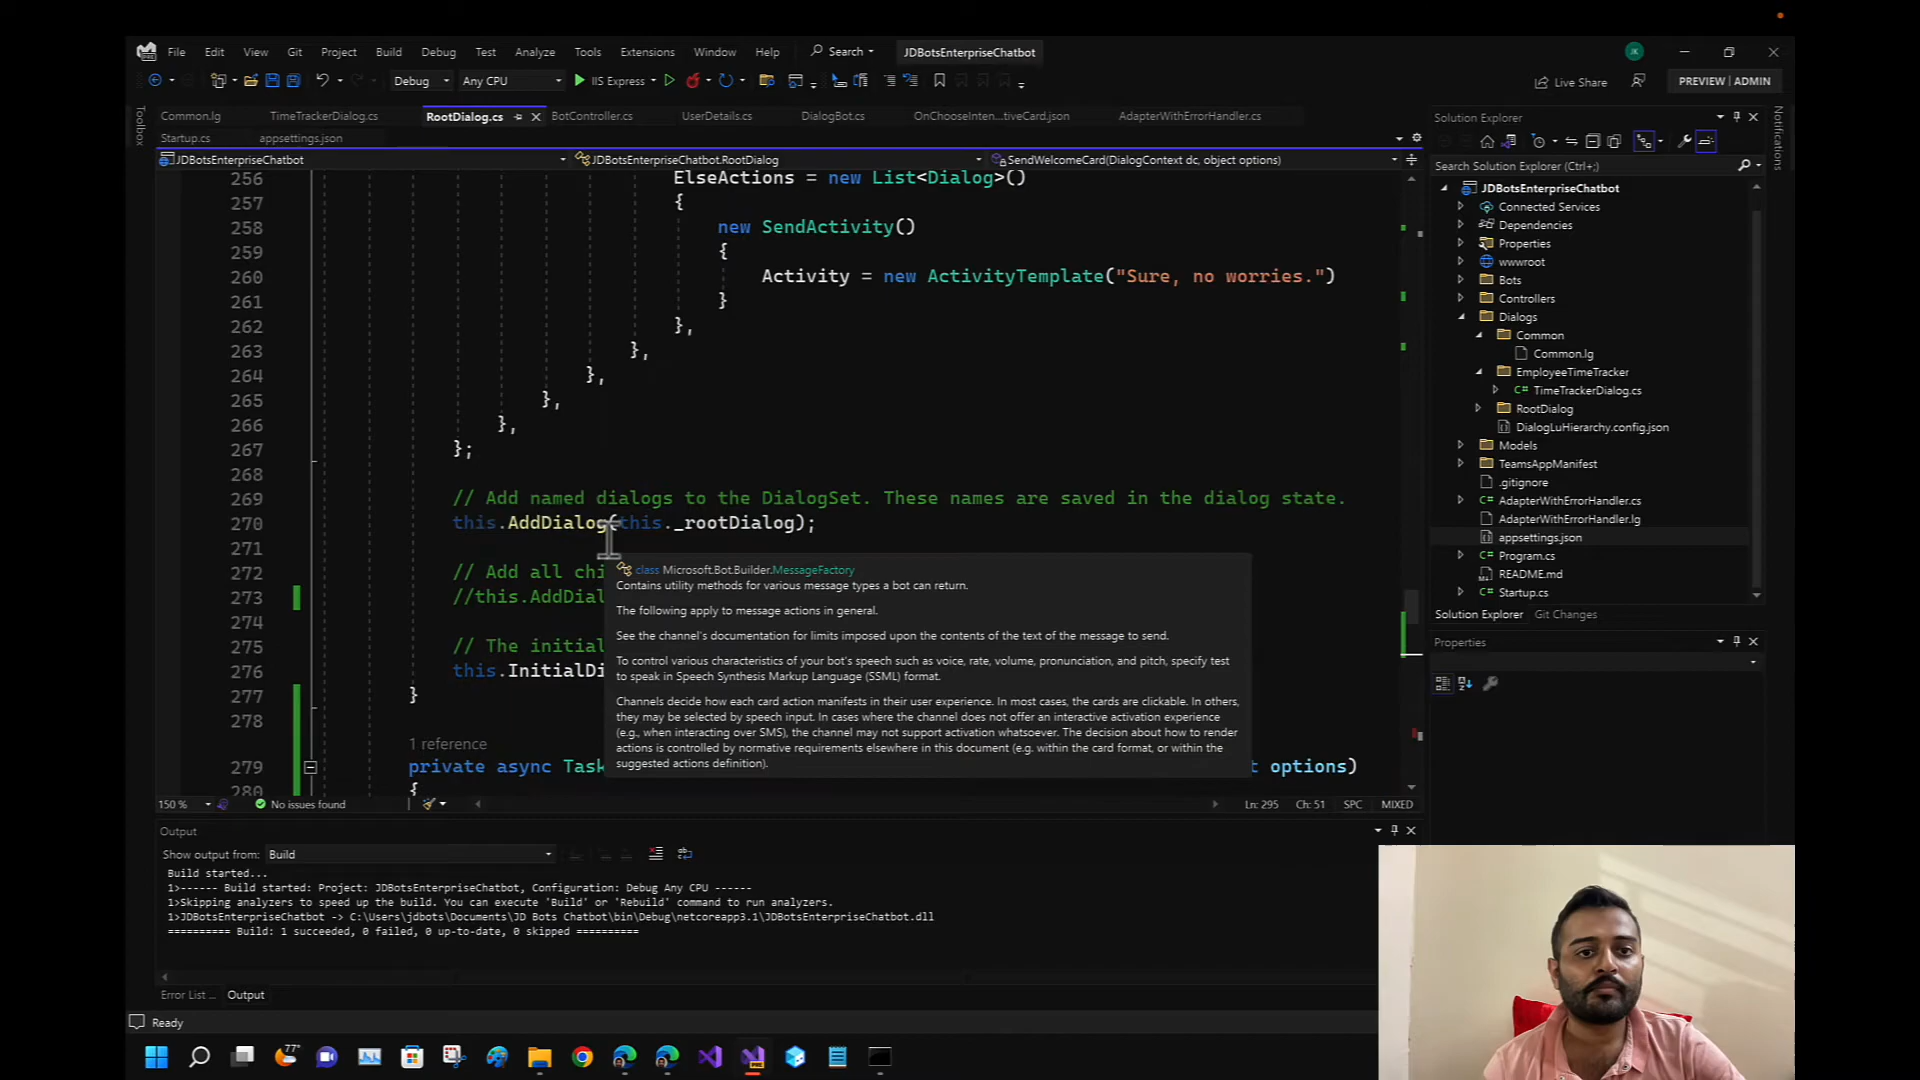 File Edit View Git Project Build Debug Test Analyze Tools Extensions Window Help Search JDBotsEnterpriseChatbot JK
Debug Any CPU IIS Express Live Share PREVIEW | ADMIN
Toolbox
Common.lg TimeTrackerDialog.cs RootDialog.cs BotController.cs UserDetails.cs DialogBot.cs OnChooseInten...tiveCard.json AdapterWithErrorHandler.cs
Startup.cs appsettings.json
JDBotsEnterpriseChatbot JDBotsEnterpriseChatbot.RootDialog SendWelcomeCard(DialogContext dc, object options)
256 ElseActions = new List<Dialog>()
257 {
258 new SendActivity()
259 {
260 Activity = new ActivityTemplate("Sure, no worries.")
261 }
262 },
263 },
264 },
265 },
266 },
267 };
268
269 // Add named dialogs to the DialogSet. These names are saved in the dialog state.
270 this.AddDialog(this._rootDialog);
271
272 // Add all chi
273 //this.AddDial
274
275 // The initial
276 this.InitialDi
277 }
278
1 reference
279 private async Task t options)
280 {
class Microsoft.Bot.Builder.MessageFactory
Contains utility methods for various message types a bot can return.
The following apply to message actions in general.
See the channel's documentation for limits imposed upon the contents of the text of the message to send.
To control various characteristics of your bot's speech such as voice, rate, volume, pronunciation, and pitch, specify test
to speak in Speech Synthesis Markup Language (SSML) format.
Channels decide how each card action manifests in their user experience. In most cases, the cards are clickable. In others,
they may be selected by speech input. In cases where the channel does not offer an interactive activation experience
(e.g., when interacting over SMS), the channel may not support activation whatsoever. The decision about how to render
actions is controlled by normative requirements elsewhere in this document (e.g. within the card format, or within the
suggested actions definition).
150 % No issues found Ln: 295 Ch: 51 SPC MIXED
Output
Show output from: Build
Build started...
1>------ Build started: Project: JDBotsEnterpriseChatbot, Configuration: Debug Any CPU ------
1>Skipping analyzers to speed up the build. You can execute 'Build' or 'Rebuild' command to run analyzers.
1>JDBotsEnterpriseChatbot -> C:\Users\jdbots\Documents\JD Bots Chatbot\bin\Debug\netcoreapp3.1\JDBotsEnterpriseChatbot.dll
========== Build: 1 succeeded, 0 failed, 0 up-to-date, 0 skipped ==========
Error List ... Output
Ready
Solution Explorer
Search Solution Explorer (Ctrl+;)
JDBotsEnterpriseChatbot
Connected Services
Dependencies
Properties
wwwroot
Bots
Controllers
Dialogs
Common
Common.lg
EmployeeTimeTracker
C# TimeTrackerDialog.cs
RootDialog
DialogLuHierarchy.config.json
Models
TeamsAppManifest
.gitignore
C# AdapterWithErrorHandler.cs
AdapterWithErrorHandler.lg
appsettings.json
C# Program.cs
README.md
C# Startup.cs
Solution Explorer Git Changes
Properties
Notifications
77°
PRE